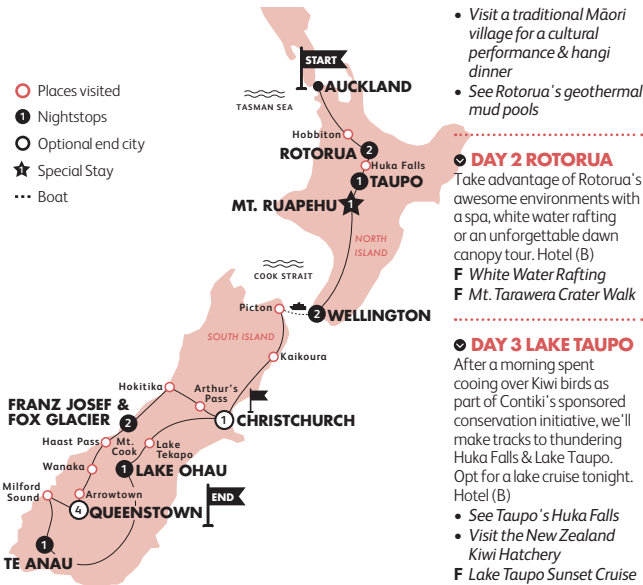 START
AUCKLAND
TASMAN SEA
Places visited
1 Nightstops
Optional end city
1 Special Stay
Boat
Hobbiton
ROTORUA 2
Huka Falls
1 TAUPO
MT. RUAPEHU 1
NORTH
ISLAND
COOK STRAIT
Picton
2 WELLINGTON
SOUTH ISLAND
Kaikoura
Hokitika
Arthur's
Pass
FRANZ JOSEF &
FOX GLACIER 2
1 CHRISTCHURCH
Haast Pass
Mt.
Cook
Lake
Tekapo
Wanaka
1 LAKE OHAU
Milford
Sound
Arrowtown
4 QUEENSTOWN
END
1
TE ANAU
• Visit a traditional Māori
village for a cultural
performance & hangi
dinner
• See Rotorua's geothermal
mud pools
DAY 2 ROTORUA
Take advantage of Rotorua's
awesome environments with
a spa, white water rafting
or an unforgettable dawn
canopy tour. Hotel (B)
F White Water Rafting
F Mt. Tarawera Crater Walk
DAY 3 LAKE TAUPO
After a morning spent
cooing over Kiwi birds as
part of Contiki's sponsored
conservation initiative, we'll
make tracks to thundering
Huka Falls & Lake Taupo.
Opt for a lake cruise tonight.
Hotel (B)
• See Taupo's Huka Falls
• Visit the New Zealand
Kiwi Hatchery
F Lake Taupo Sunset Cruise